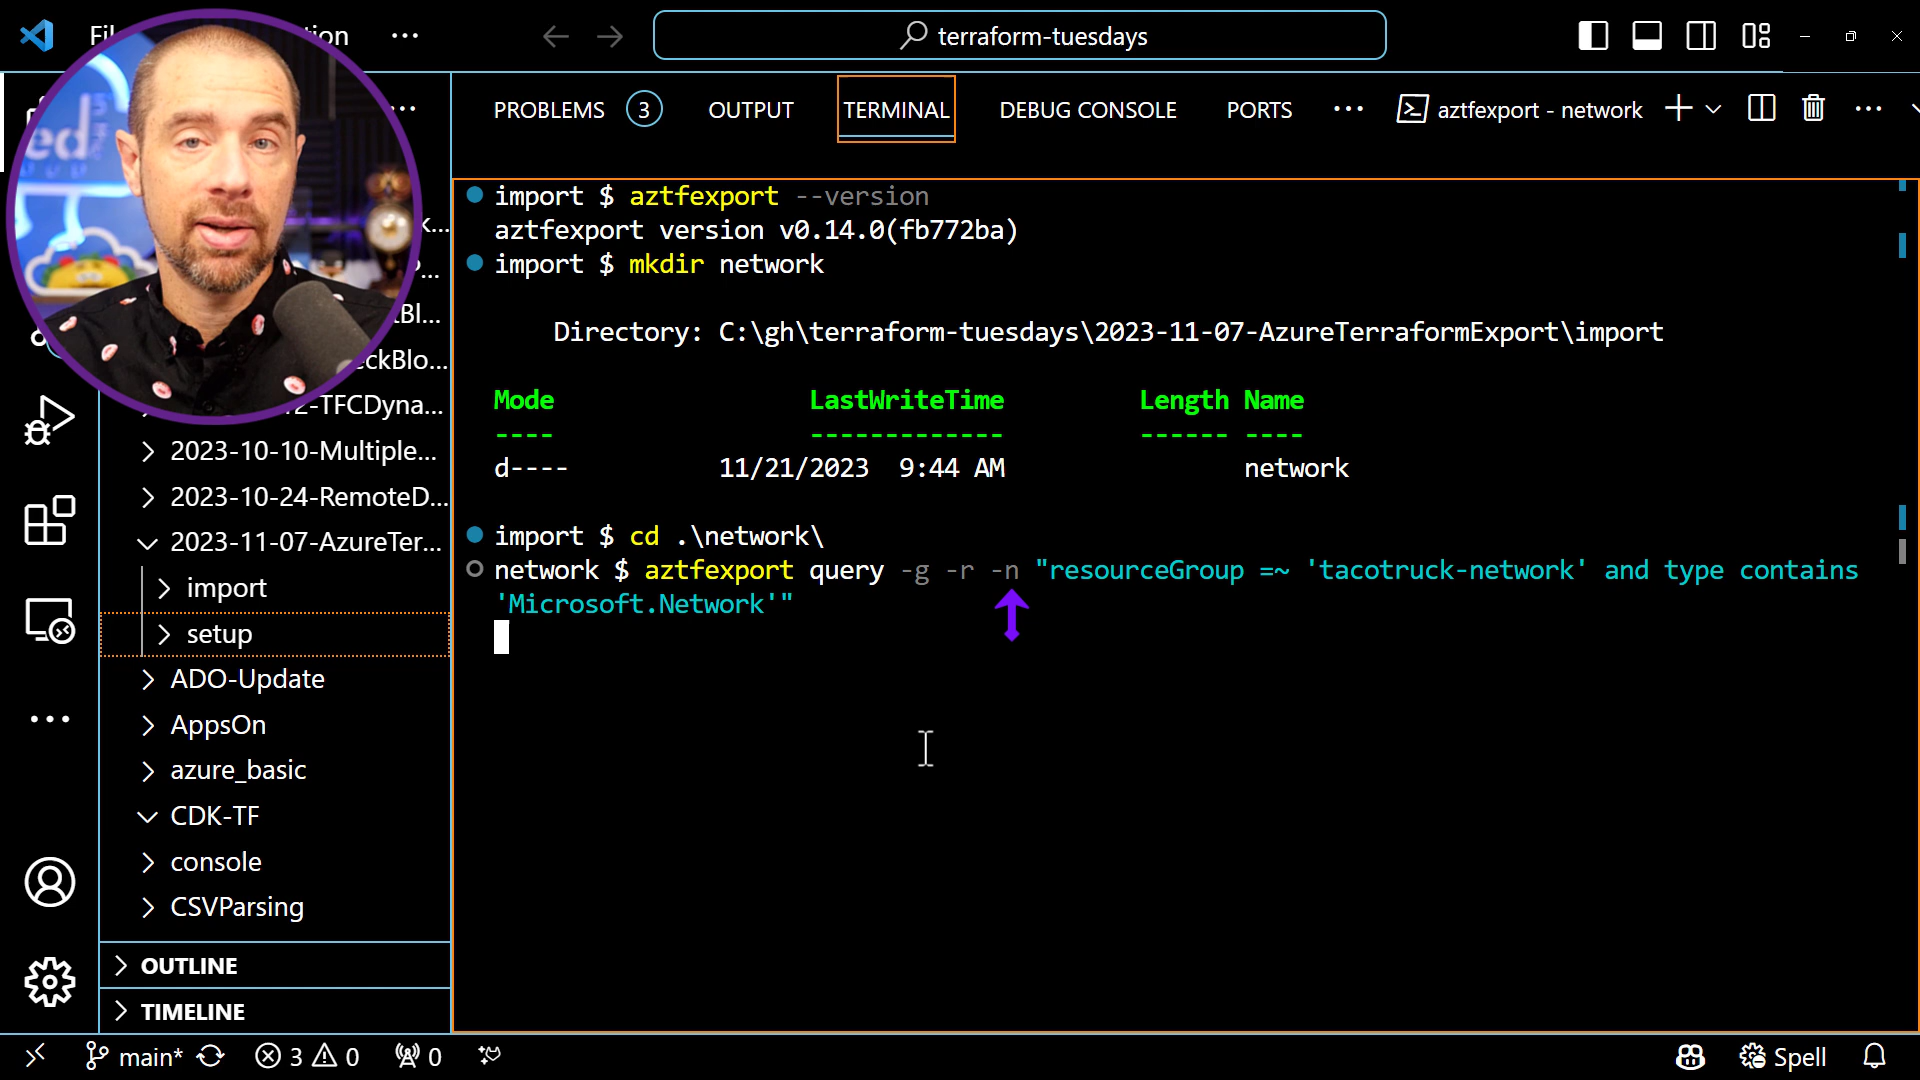 terraform-tuesdays
PROBLEMS 3 OUTPUT TERMINAL DEBUG CONSOLE PORTS aztfexport - network
import $ aztfexport --version
aztfexport version v0.14.0(fb772ba)
import $ mkdir network
Directory: C:\gh\terraform-tuesdays\2023-11-07-AzureTerraformExport\import
Mode LastWriteTime Length Name
---- ------------- ------ ----
d---- 11/21/2023 9:44 AM network
import $ cd .\network\
network $ aztfexport query -g -r -n "resourceGroup =~ 'tacotruck-network' and type contains
'Microsoft.Network'"
2023-10-10-Multiple...
2023-10-24-RemoteD...
2023-11-07-AzureTer...
import
setup
ADO-Update
AppsOn
azure_basic
CDK-TF
console
CSVParsing
OUTLINE
TIMELINE
main* 3 0 0 Spell